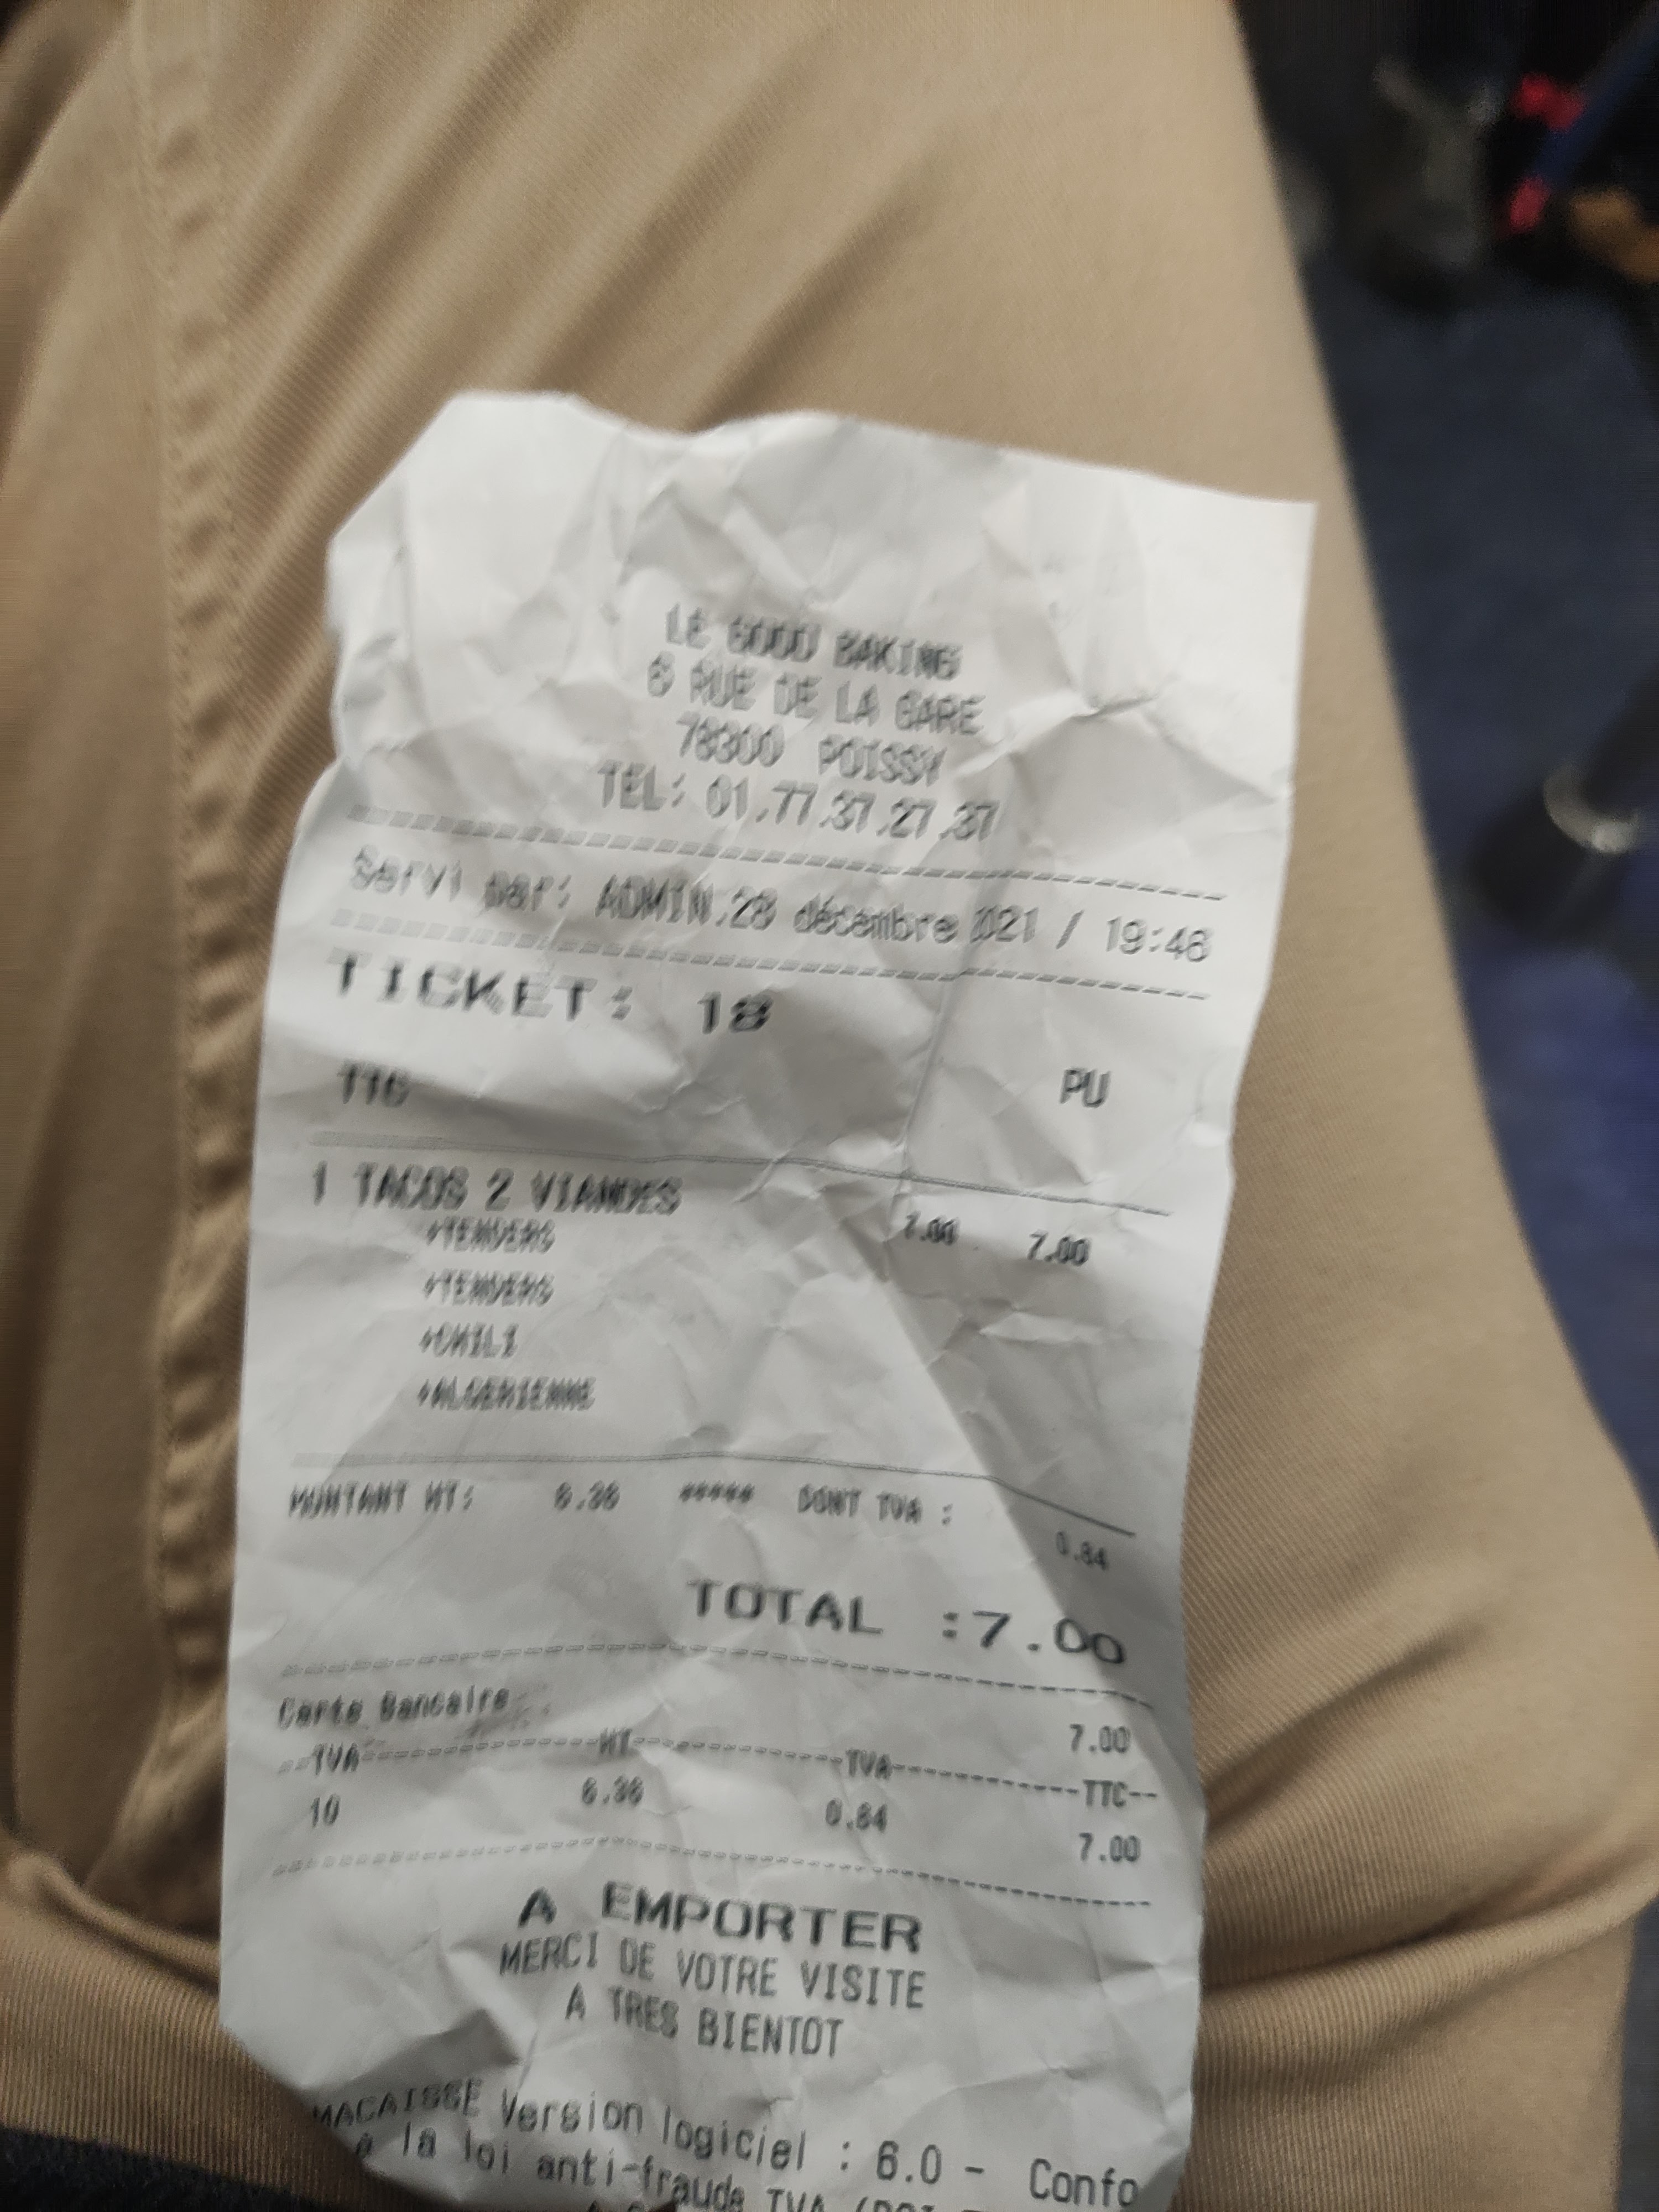 LE GOOD BAKING
6 RUE DE LA GARE
78300 POISSY
TEL: 01.77.37.27.37
Servi par: ADMIN.28 décembre 2021 / 19:46
TICKET: 18
PU
TTC
1 TACOS 2 VIANDES 7.00 7.00
+TENDERS
+TENDERS
+CHILI
+ALGERIENNE
MONTANT HT: 6.36 ***** DONT TVA :
0.64
TOTAL :7.00
Carte Bancaire 7.00
--TVA----------------HT--------------TVA------------TTC--
10 6.36 0.64 7.00
A EMPORTER
MERCI DE VOTRE VISITE
A TRES BIENTOT
MACAISSE Version logiciel : 6.0 - Confo
à la loi anti-fraude TVA